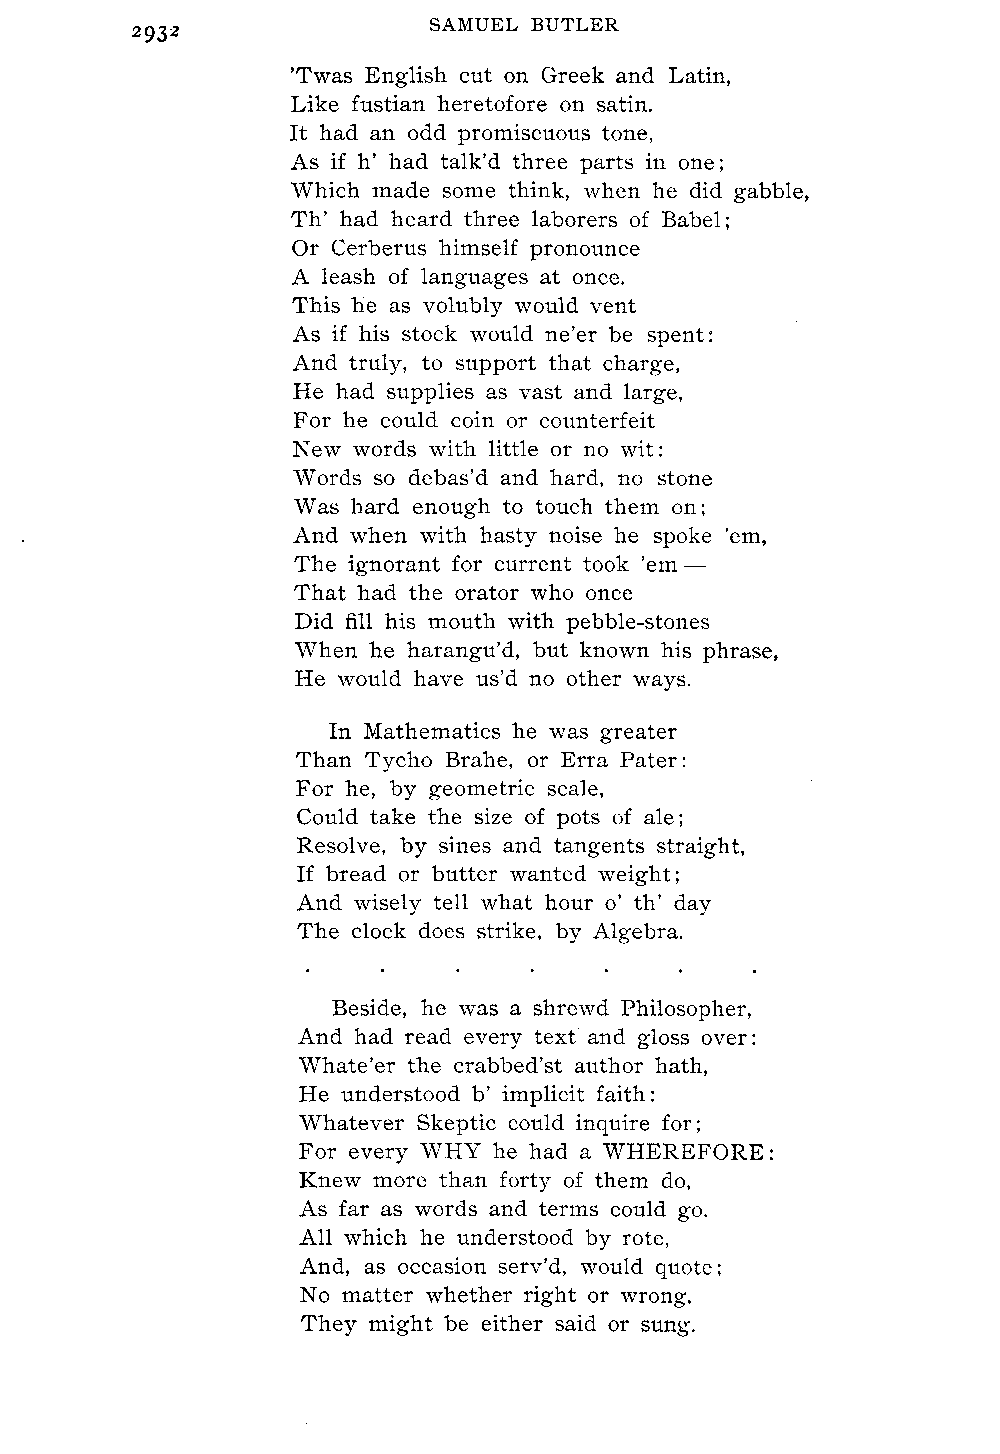 2932
SAMUEL BUTLER
'Twas English cut on Greek and Latin,
Like fustian heretofore on satin.
It had an odd promiscuous tone,
As if h' had talk'd three parts in one;
Which made some think, when he did gabble,
Th' had heard three laborers of Babel;
Or Cerberus himself pronounce
A leash of languages at once.
This he as volubly would vent
As if his stock would ne'er be spent:
And truly, to support that charge,
He had supplies as vast and large,
For he could coin or counterfeit
New words with little or no wit:
Words so debas'd and hard, no stone
Was hard enough to touch them on;
And when with hasty noise he spoke 'em,
The ignorant for current took 'em —
That had the orator who once
Did fill his mouth with pebble-stones
When he harangu'd, but known his phrase,
He would have us'd no other ways.
In Mathematics he was greater
Than Tycho Brahe, or Erra Pater:
For he, by geometric scale,
Could take the size of pots of ale;
Resolve, by sines and tangents straight,
If bread or butter wanted weight;
And wisely tell what hour o' th' day
The clock does strike, by Algebra.
. . . . . . .
Beside, he was a shrewd Philosopher,
And had read every text and gloss over:
Whate'er the crabbed'st author hath,
He understood b' implicit faith:
Whatever Skeptic could inquire for;
For every WHY he had a WHEREFORE:
Knew more than forty of them do,
As far as words and terms could go.
All which he understood by rote,
And, as occasion serv'd, would quote;
No matter whether right or wrong.
They might be either said or sung.